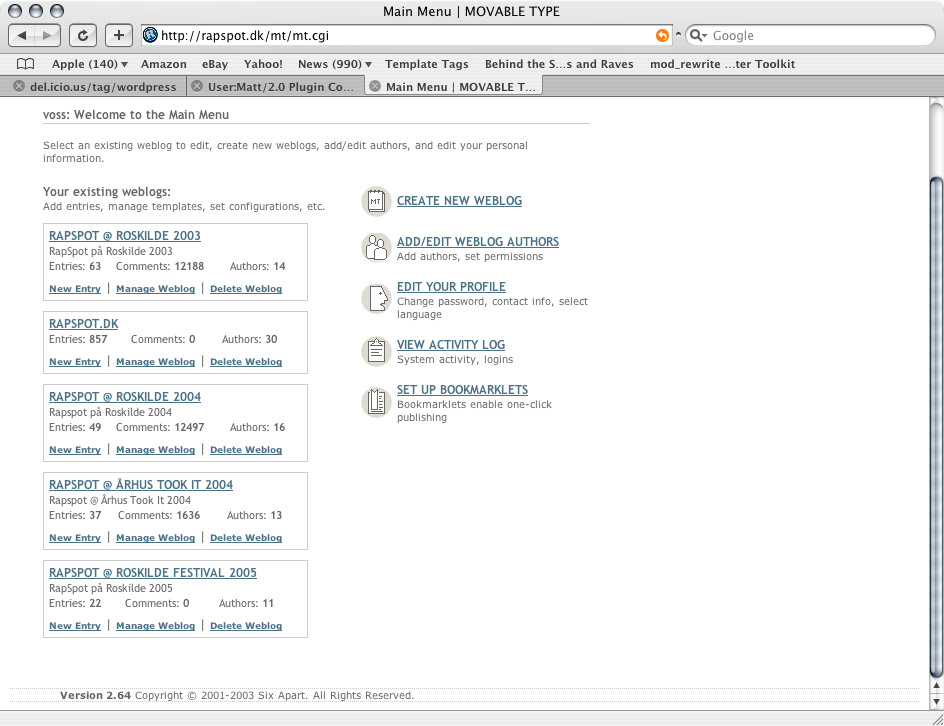 Main Menu | MOVABLE TYPE
http://rapspot.dk/mt/mt.cgi
Google
Apple (140) Amazon eBay Yahoo! News (990) Template Tags Behind the S...s and Raves mod_rewrite ...ter Toolkit
del.icio.us/tag/wordpress User:Matt/2.0 Plugin Co... Main Menu | MOVABLE T...
voss: Welcome to the Main Menu
Select an existing weblog to edit, create new weblogs, add/edit authors, and edit your personal
information.
Your existing weblogs:
Add entries, manage templates, set configurations, etc.
RAPSPOT @ ROSKILDE 2003
RapSpot på Roskilde 2003
Entries: 63 Comments: 12188 Authors: 14
New Entry | Manage Weblog | Delete Weblog
RAPSPOT.DK
Entries: 857 Comments: 0 Authors: 30
New Entry | Manage Weblog | Delete Weblog
RAPSPOT @ ROSKILDE 2004
Rapspot på Roskilde 2004
Entries: 49 Comments: 12497 Authors: 16
New Entry | Manage Weblog | Delete Weblog
RAPSPOT @ ÅRHUS TOOK IT 2004
Rapspot @ Århus Took It 2004
Entries: 37 Comments: 1636 Authors: 13
New Entry | Manage Weblog | Delete Weblog
RAPSPOT @ ROSKILDE FESTIVAL 2005
RapSpot på Roskilde 2005
Entries: 22 Comments: 0 Authors: 11
New Entry | Manage Weblog | Delete Weblog
MT
CREATE NEW WEBLOG
ADD/EDIT WEBLOG AUTHORS
Add authors, set permissions
EDIT YOUR PROFILE
Change password, contact info, select
language
VIEW ACTIVITY LOG
System activity, logins
SET UP BOOKMARKLETS
Bookmarklets enable one-click
publishing
Version 2.64 Copyright © 2001-2003 Six Apart. All Rights Reserved.